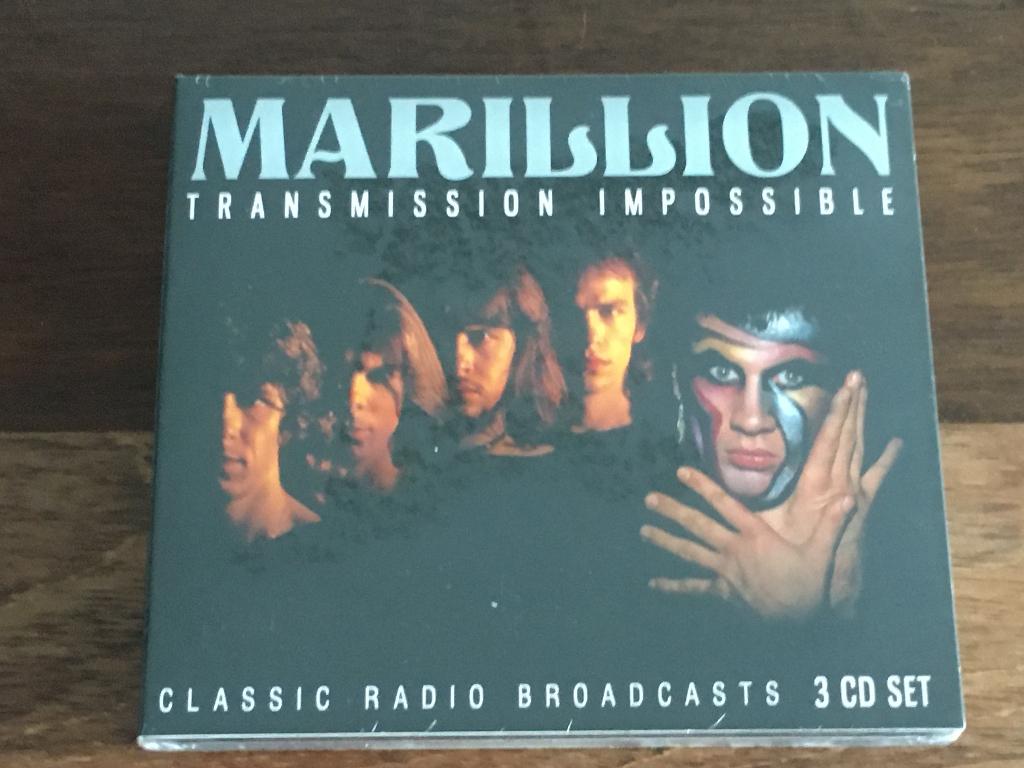 MARILLION
TRANSMISSION IMPOSSIBLE
CLASSIC RADIO BROADCASTS 3 CD SET